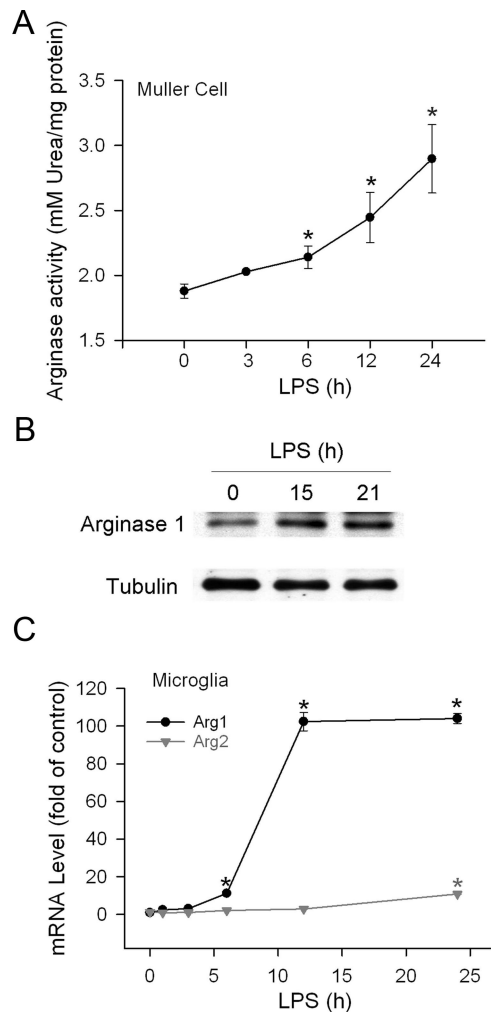 A
Muller Cell
Arginase activity (mM Urea/mg protein)
3.5
3.0
2.5
2.0
1.5
*
*
*
0 3 6 12 24
LPS (h)
B
LPS (h)
0 15 21
Arginase 1
Tubulin
C
Microglia
Arg1
Arg2
mRNA Level (fold of control)
120
100
80
60
40
20
0
*
*
*
*
0 5 10 15 20 25
LPS (h)